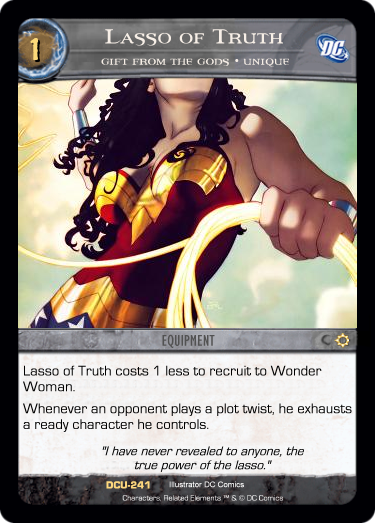 1
LASSO OF TRUTH
GIFT FROM THE GODS • UNIQUE
DC
EQUIPMENT
Lasso of Truth costs 1 less to recruit to Wonder
Woman.
Whenever an opponent plays a plot twist, he exhausts
a ready character he controls.
"I have never revealed to anyone, the
true power of the lasso."
DCU-241 Illustrator DC Comics
Characters, Related Elements ™ & © DC Comics